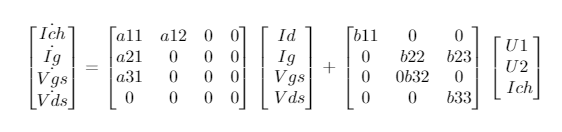 [İch] [a11 a12 0 0] [Id] [b11 0 0] [U1]
[İg] = [a21 0 0 0] [Ig] + [0 b22 b23] [U2]
[V̇gs] [a31 0 0 0] [Vgs] [0 0b32 0] [Ich]
[V̇ds] [0 0 0 0] [Vds] [0 0 b33]